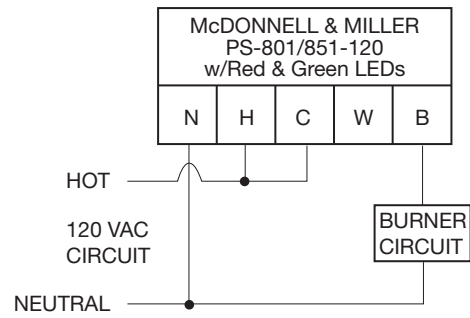 McDONNELL & MILLER
PS-801/851-120
w/Red & Green LEDs
N H C W B
HOT
120 VAC
CIRCUIT
BURNER
CIRCUIT
NEUTRAL